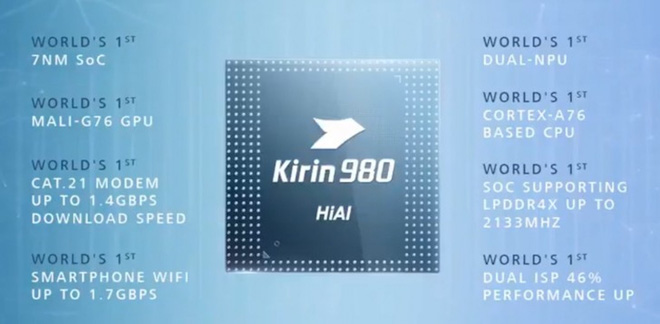 WORLD'S 1ST
7NM SoC
WORLD'S 1ST
MALI-G76 GPU
WORLD'S 1ST
CAT.21 MODEM
UP TO 1.4GBPS
DOWNLOAD SPEED
WORLD'S 1ST
SMARTPHONE WIFI
UP TO 1.7GBPS
Kirin 980
HiAI
WORLD'S 1ST
DUAL-NPU
WORLD'S 1ST
CORTEX-A76
BASED CPU
WORLD'S 1ST
SOC SUPPORTING
LPDDR4X UP TO
2133MHZ
WORLD'S 1ST
DUAL ISP 46%
PERFORMANCE UP